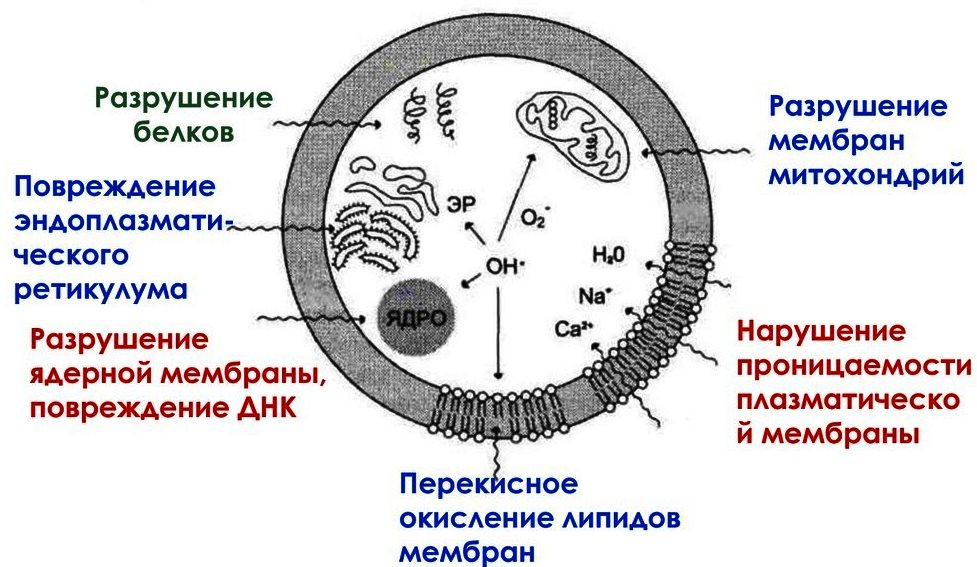 Разрушение
белков
Повреждение
эндоплазмати-
ческого
ретикулума
Разрушение
ядерной мембраны,
повреждение ДНК
ЭР
O₂⁻
OH•
ЯДРО
H₂0
Na⁺
Ca²⁺
Разрушение
мембран
митохондрий
Нарушение
проницаемости
плазматическо
й мембраны
Перекисное
окисление липидов
мембран